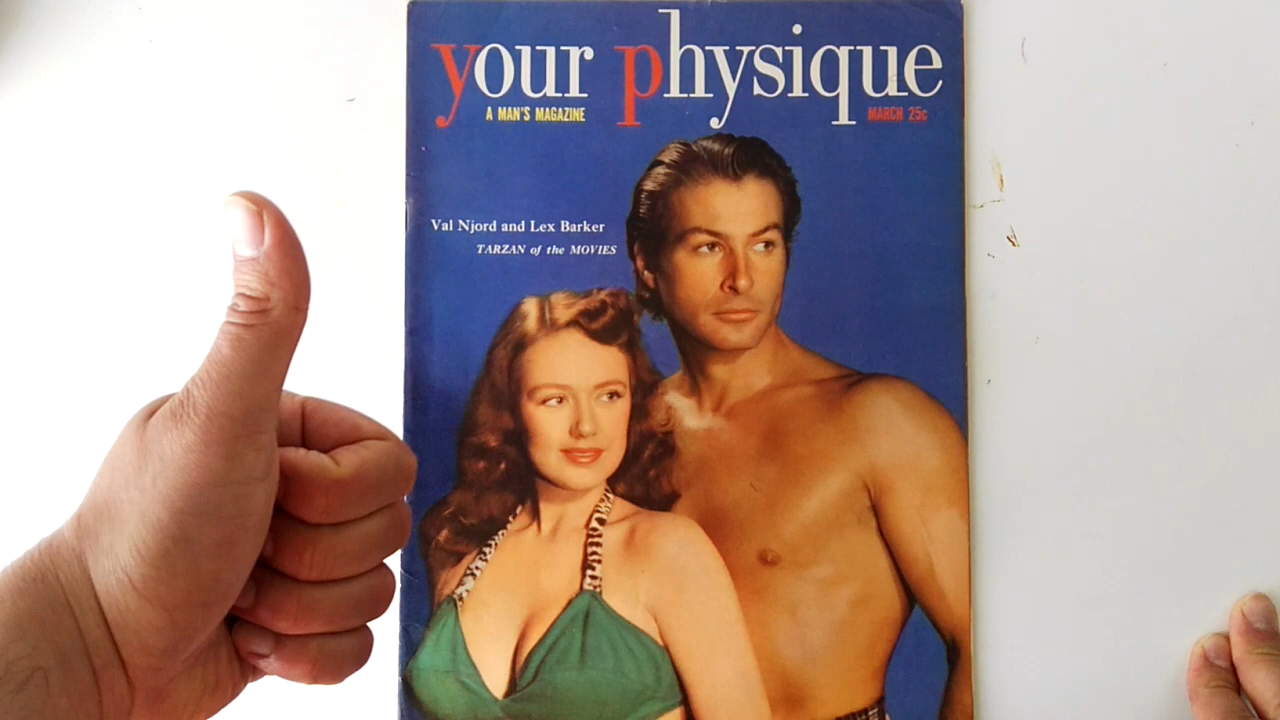 your physique
A MAN'S MAGAZINE
MARCH 25c
Val Njord and Lex Barker
TARZAN of the MOVIES